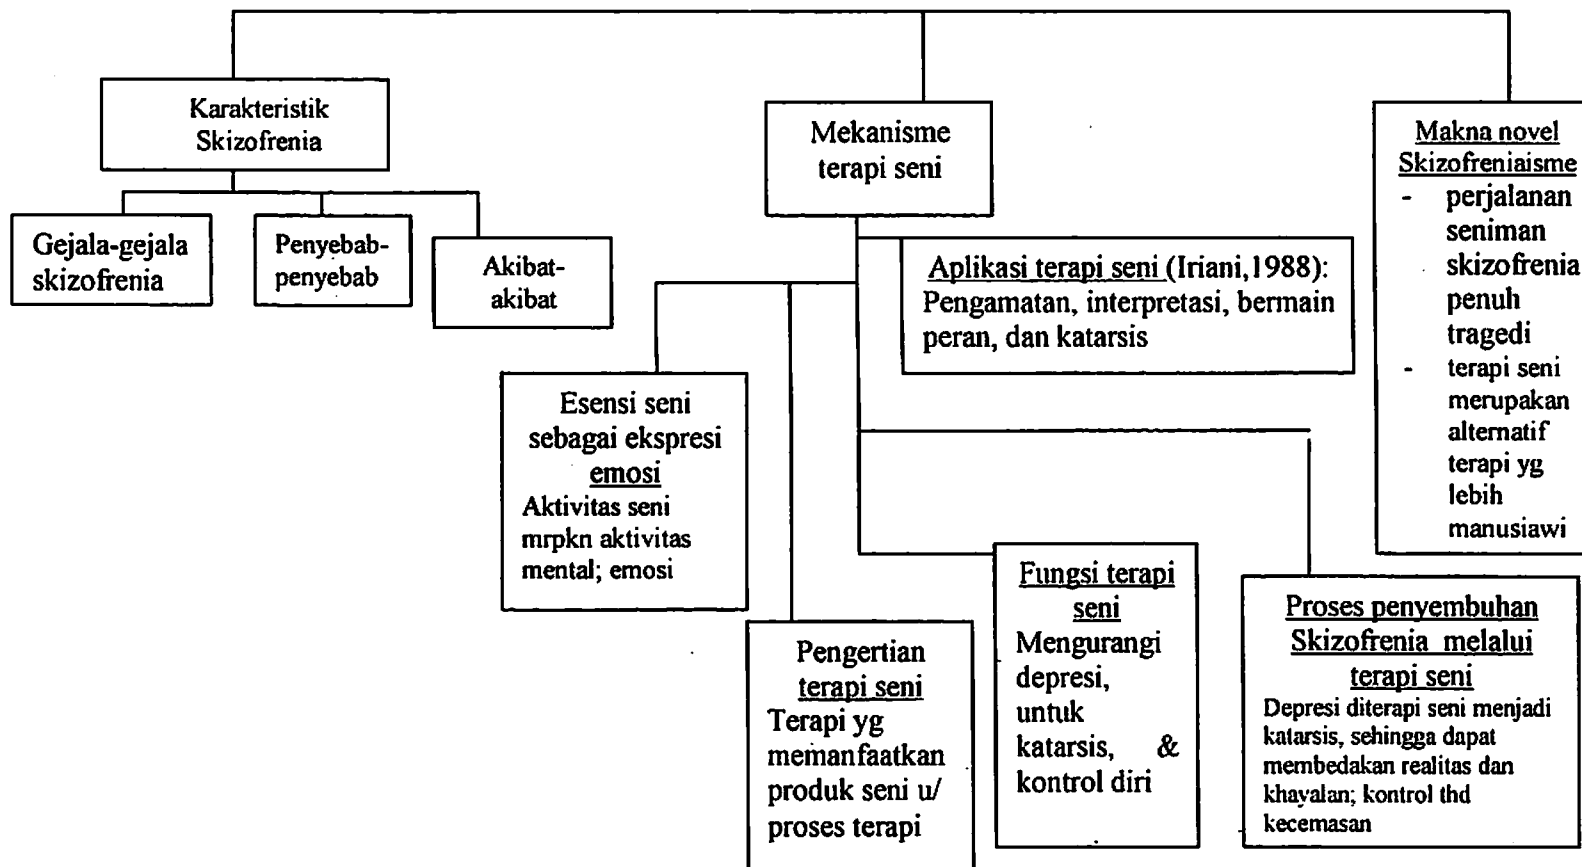 Karakteristik
Skizofrenia
Gejala-gejala
skizofrenia
Penyebab-
penyebab
Akibat-
akibat
Mekanisme
terapi seni
Aplikasi terapi seni (Iriani,1988):
Pengamatan, interpretasi, bermain
peran, dan katarsis
Esensi seni
sebagai ekspresi
emosi
Aktivitas seni
mrpkn aktivitas
mental; emosi
Pengertian
terapi seni
Terapi yg
memanfaatkan
produk seni u/
proses terapi
Fungsi terapi
seni
Mengurangi
depresi,
untuk
katarsis, &
kontrol diri
Proses penyembuhan
Skizofrenia melalui
terapi seni
Depresi diterapi seni menjadi
katarsis, sehingga dapat
membedakan realitas dan
khayalan; kontrol thd
kecemasan
Makna novel
Skizofreniaisme
- perjalanan
seniman
skizofrenia
penuh
tragedi
- terapi seni
merupakan
alternatif
terapi yg
lebih
manusiawi